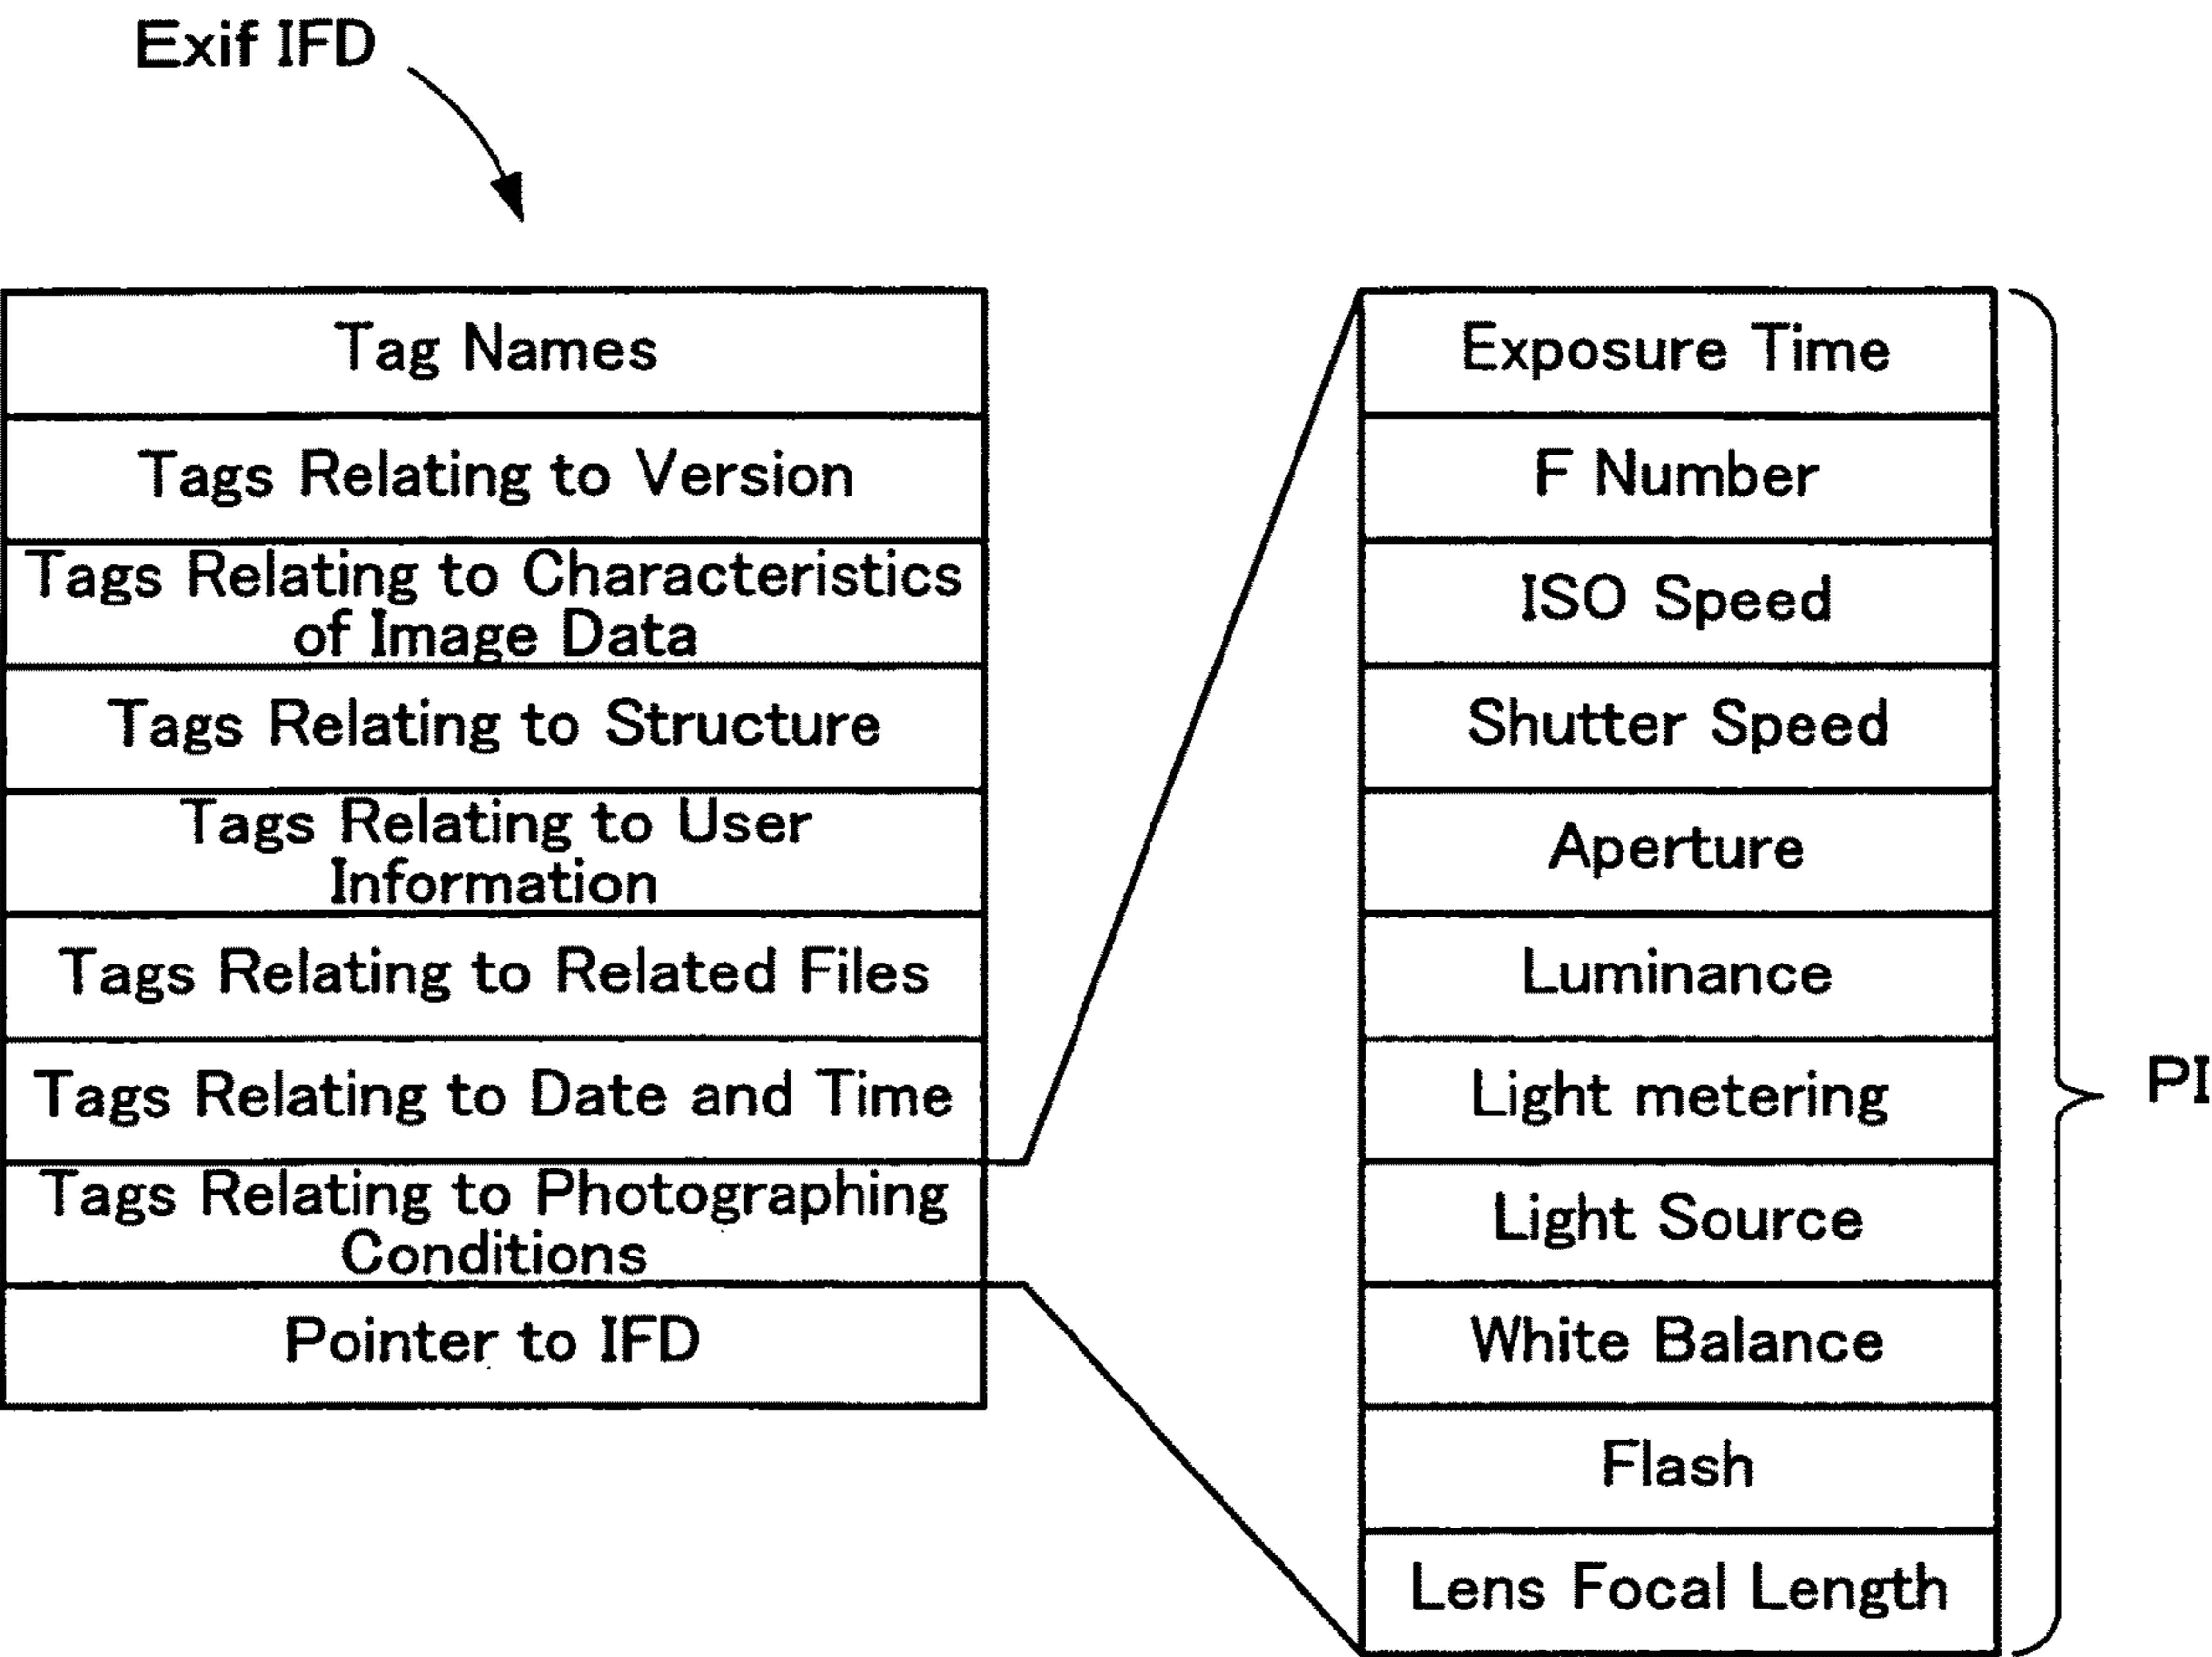 Exif IFD
Tag Names
Tags Relating to Version
Tags Relating to Characteristics
of Image Data
Tags Relating to Structure
Tags Relating to User
Information
Tags Relating to Related Files
Tags Relating to Date and Time
Tags Relating to Photographing
Conditions
Pointer to IFD
Exposure Time
F Number
ISO Speed
Shutter Speed
Aperture
Luminance
Light metering
Light Source
White Balance
Flash
Lens Focal Length
PI